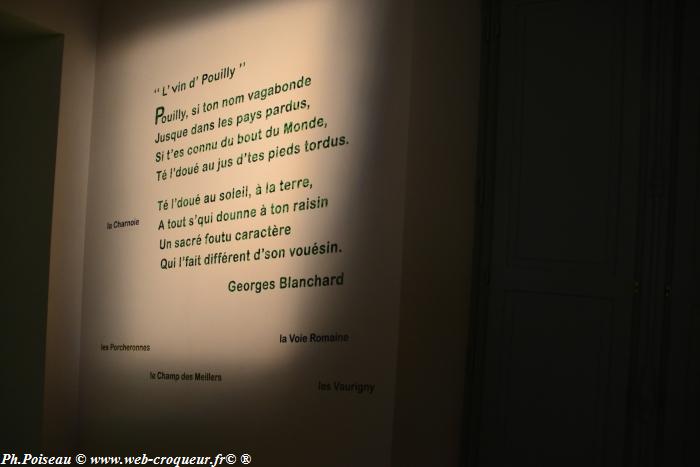 " L'vin d' Pouilly "
Pouilly, si ton nom vagabonde
Jusque dans les pays pardus,
Si t'es connu du bout du Monde,
Té l'doué au jus d'tes pieds tordus.
Té l'doué au soleil, à la terre,
A tout s'qui dounne à ton raisin
Un sacré foutu caractère
Qui l'fait différent d'son vouésin.
Georges Blanchard
la Charnoie
la Voie Romaine
les Porcheronnes
le Champ des Meillers
les Vaurigny
Ph.Poiseau © www.web-croqueur.fr© ®